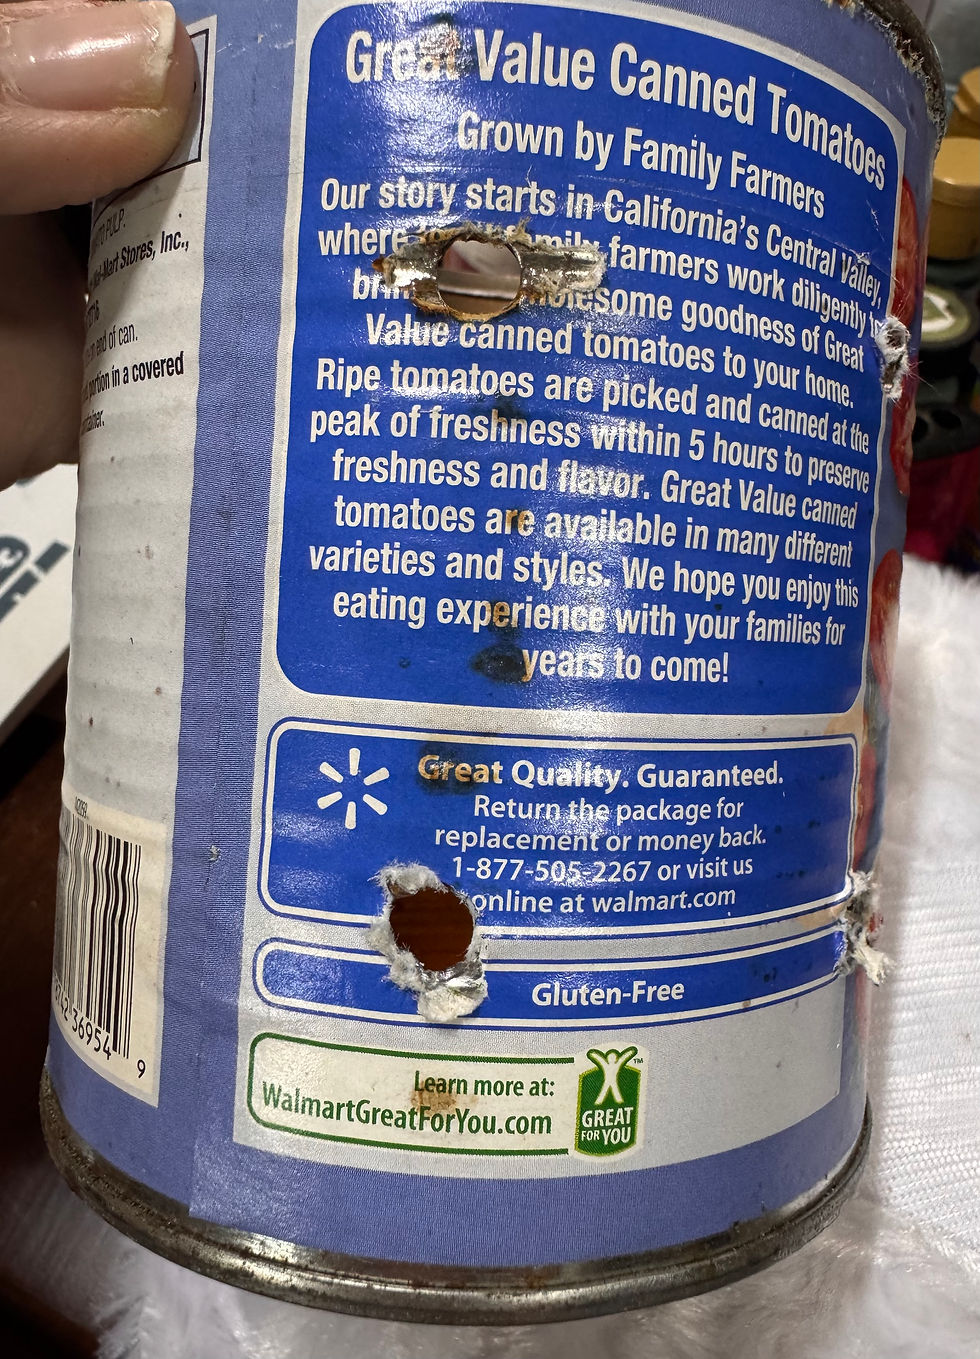 Great Value Canned Tomatoes
Grown by Family Farmers
Our story starts in California's Central Valley,
where family farmers work diligently
goodness of Great
Value canned tomatoes to your home.
Ripe tomatoes are picked and canned at the
peak of freshness within 5 hours to preserve
freshness and flavor. Great Value canned
tomatoes are available in many different
varieties and styles. We hope you enjoy this
eating experience with your families for
years to come!
Great Quality. Guaranteed.
Return the package for
replacement or money back.
1-877-505-2267 or visit us
online at walmart.com
Gluten-Free
Learn more at:
WalmartGreatForYou.com
GREAT
FOR YOU
TM
PULP.
Stores, Inc.,
end of can.
portion in a covered
36954
9